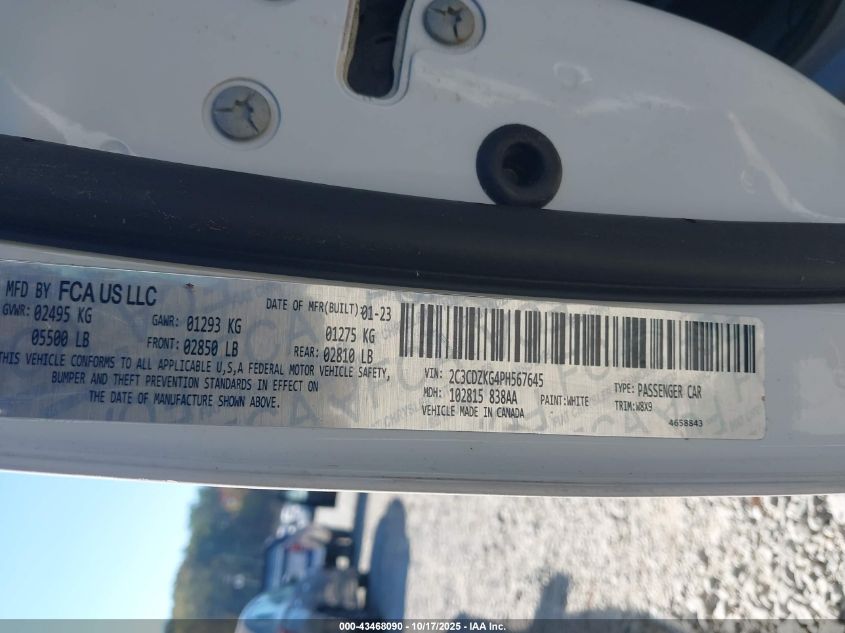 MFD BY FCA US LLC
DATE OF MFR(BUILT):01-23
GVWR: 02495 KG
GAWR: 01293 KG
01275 KG
05500 LB
FRONT: 02850 LB
REAR: 02810 LB
THIS VEHICLE CONFORMS TO ALL APPLICABLE U,S,A FEDERAL MOTOR VEHICLE SAFETY,
BUMPER AND THEFT PREVENTION STANDARDS IN EFFECT ON
THE DATE OF MANUFACTURE SHOWN ABOVE.
VIN: 2C3CDZKG4PH567645
TYPE: PASSENGER CAR
MDH: 102815 838AA
PAINT:WHITE
TRIM:W8X9
VEHICLE MADE IN CANADA
4658843
000-43468090 - 10/17/2025 - IAA Inc.